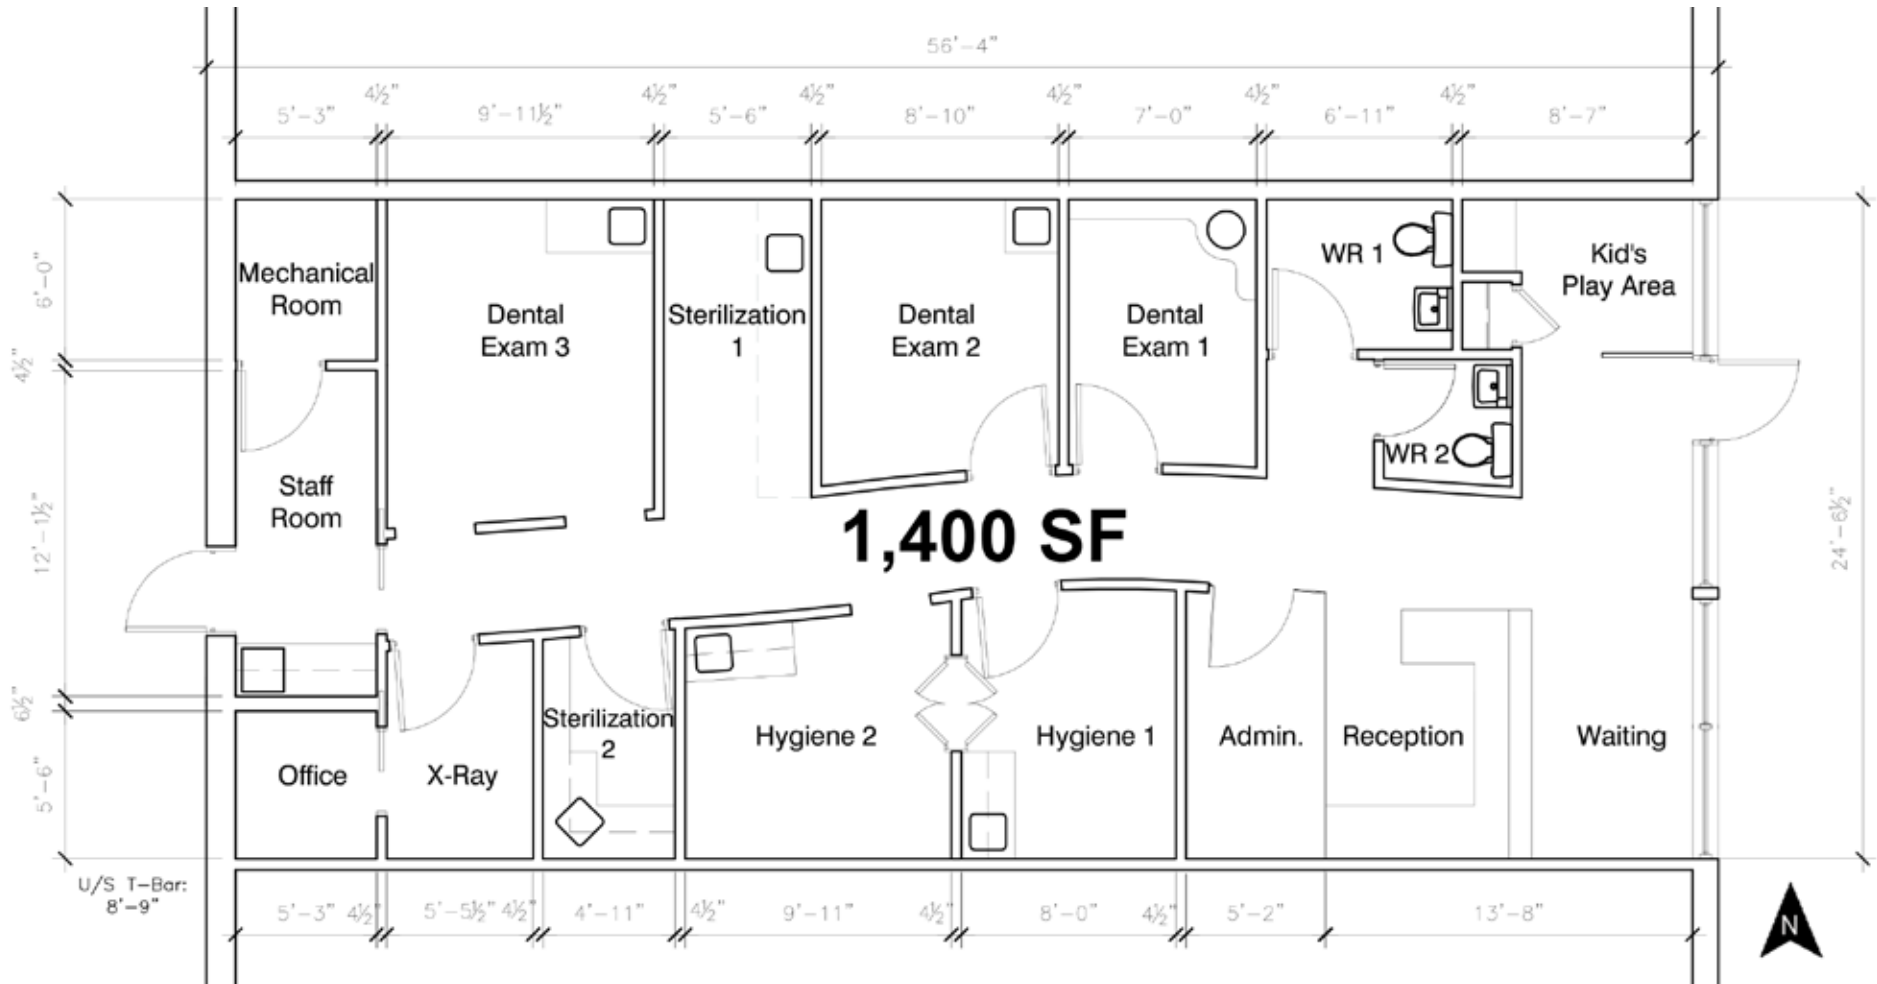 56'-4"
4½" 4½" 4½" 4½" 4½" 4½"
5'-3" 9'-11½" 5'-6" 8'-10" 7'-0" 6'-11" 8'-7"
6'-0"
4½"
12'-1½"
6½"
5'-6"
24'-6½"
Mechanical
Room
Dental
Exam 3
Sterilization
1
Dental
Exam 2
Dental
Exam 1
WR 1
Kid's
Play Area
WR 2
Staff
Room
1,400 SF
Office
X-Ray
Sterilization
2
Hygiene 2
Hygiene 1
Admin.
Reception
Waiting
U/S T-Bar:
8'-9"
5'-3" 4½" 5'-5½" 4½" 4'-11" 4½" 9'-11" 4½" 8'-0" 4½" 5'-2" 13'-8"
N